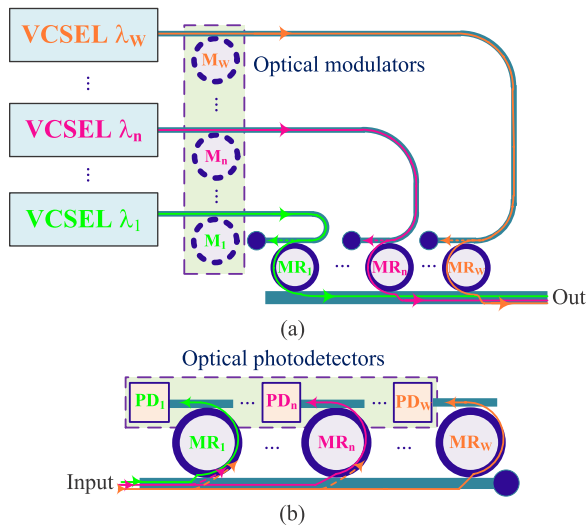 VCSEL λW
MW
Optical modulators
...
...
VCSEL λn
Mn
...
...
VCSEL λ1
M1
MR1 ... MRn ... MRW
Out
(a)
Optical photodetectors
PD1 ... PDn ... PDW
MR1 ... MRn ... MRW
Input
(b)